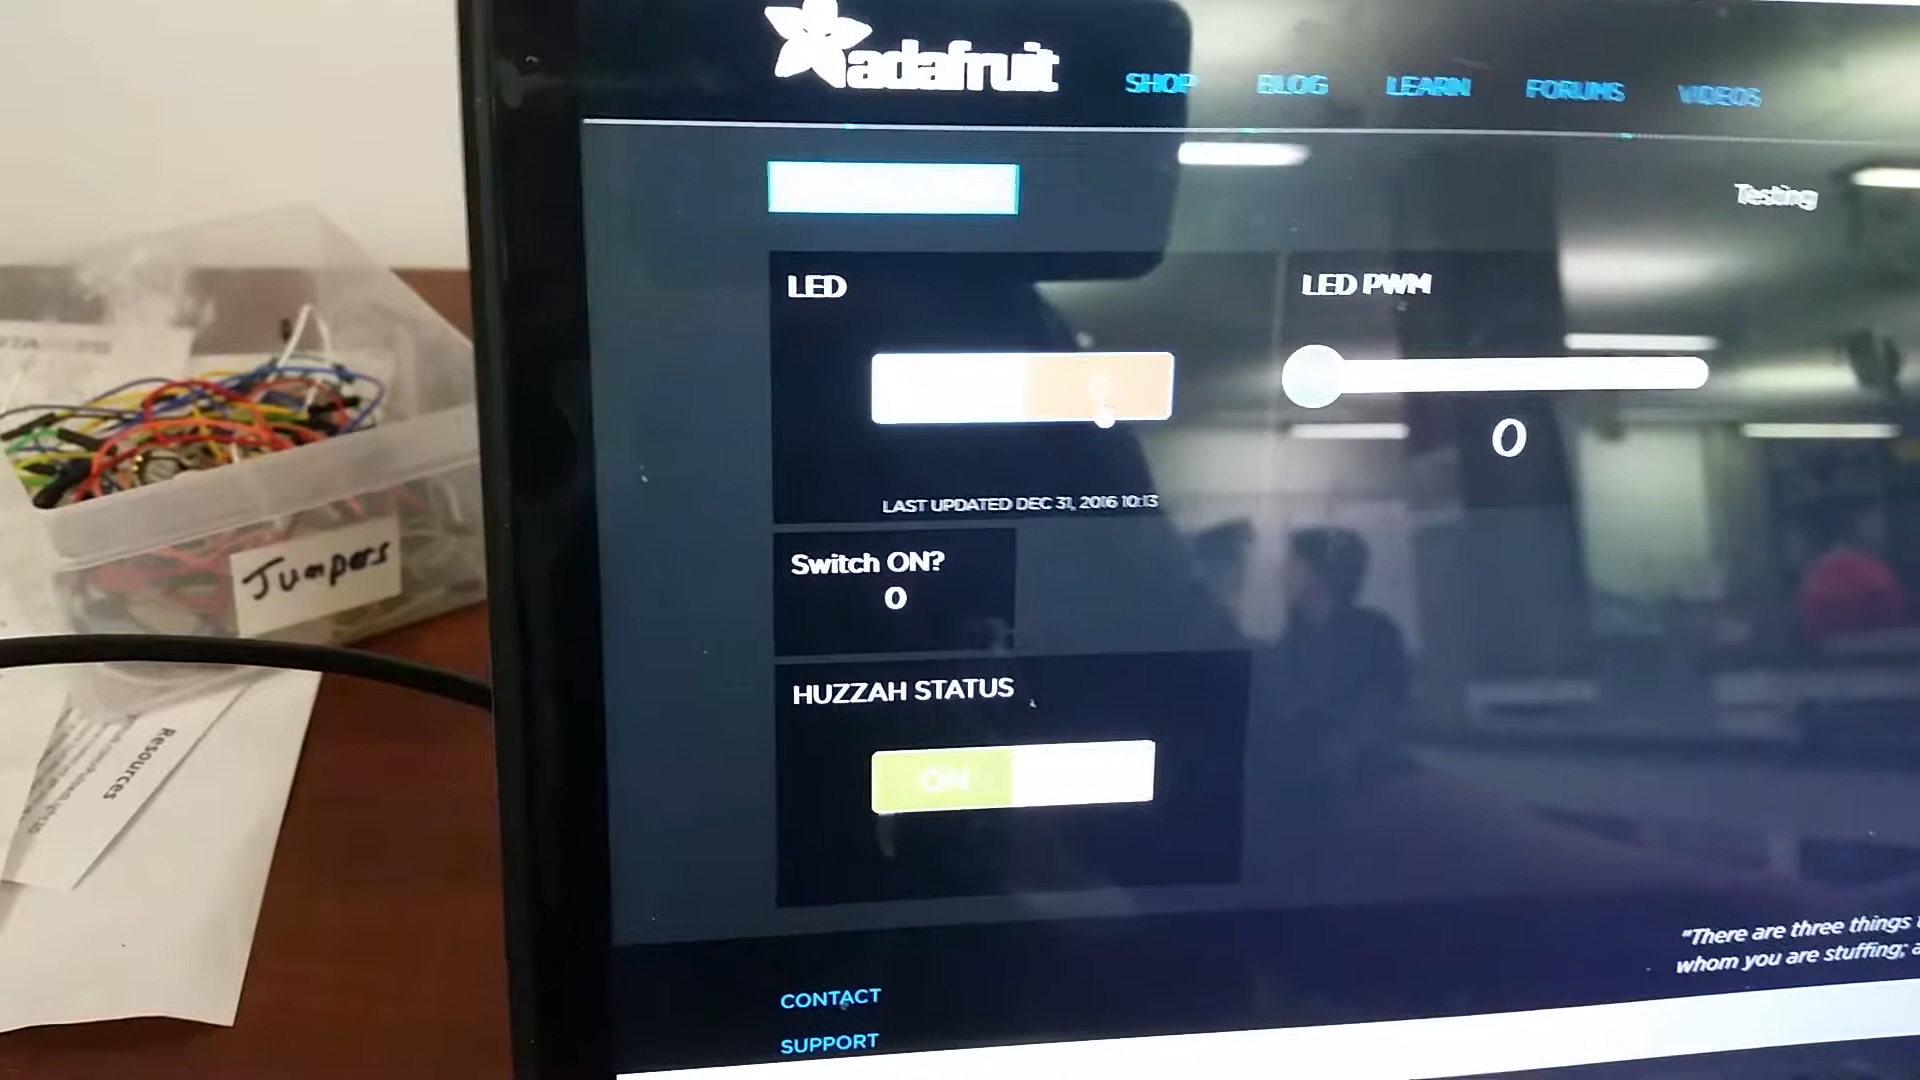 adafruit
SHOP BLOG LEARN FORUMS VIDEOS
Testing
LED
LED PWM
0
0
LAST UPDATED DEC 31, 2016 10:13
Switch ON?
0
HUZZAH STATUS
ON
"There are three things
whom you are stuffing; a
CONTACT
SUPPORT
Jumpers
Resources